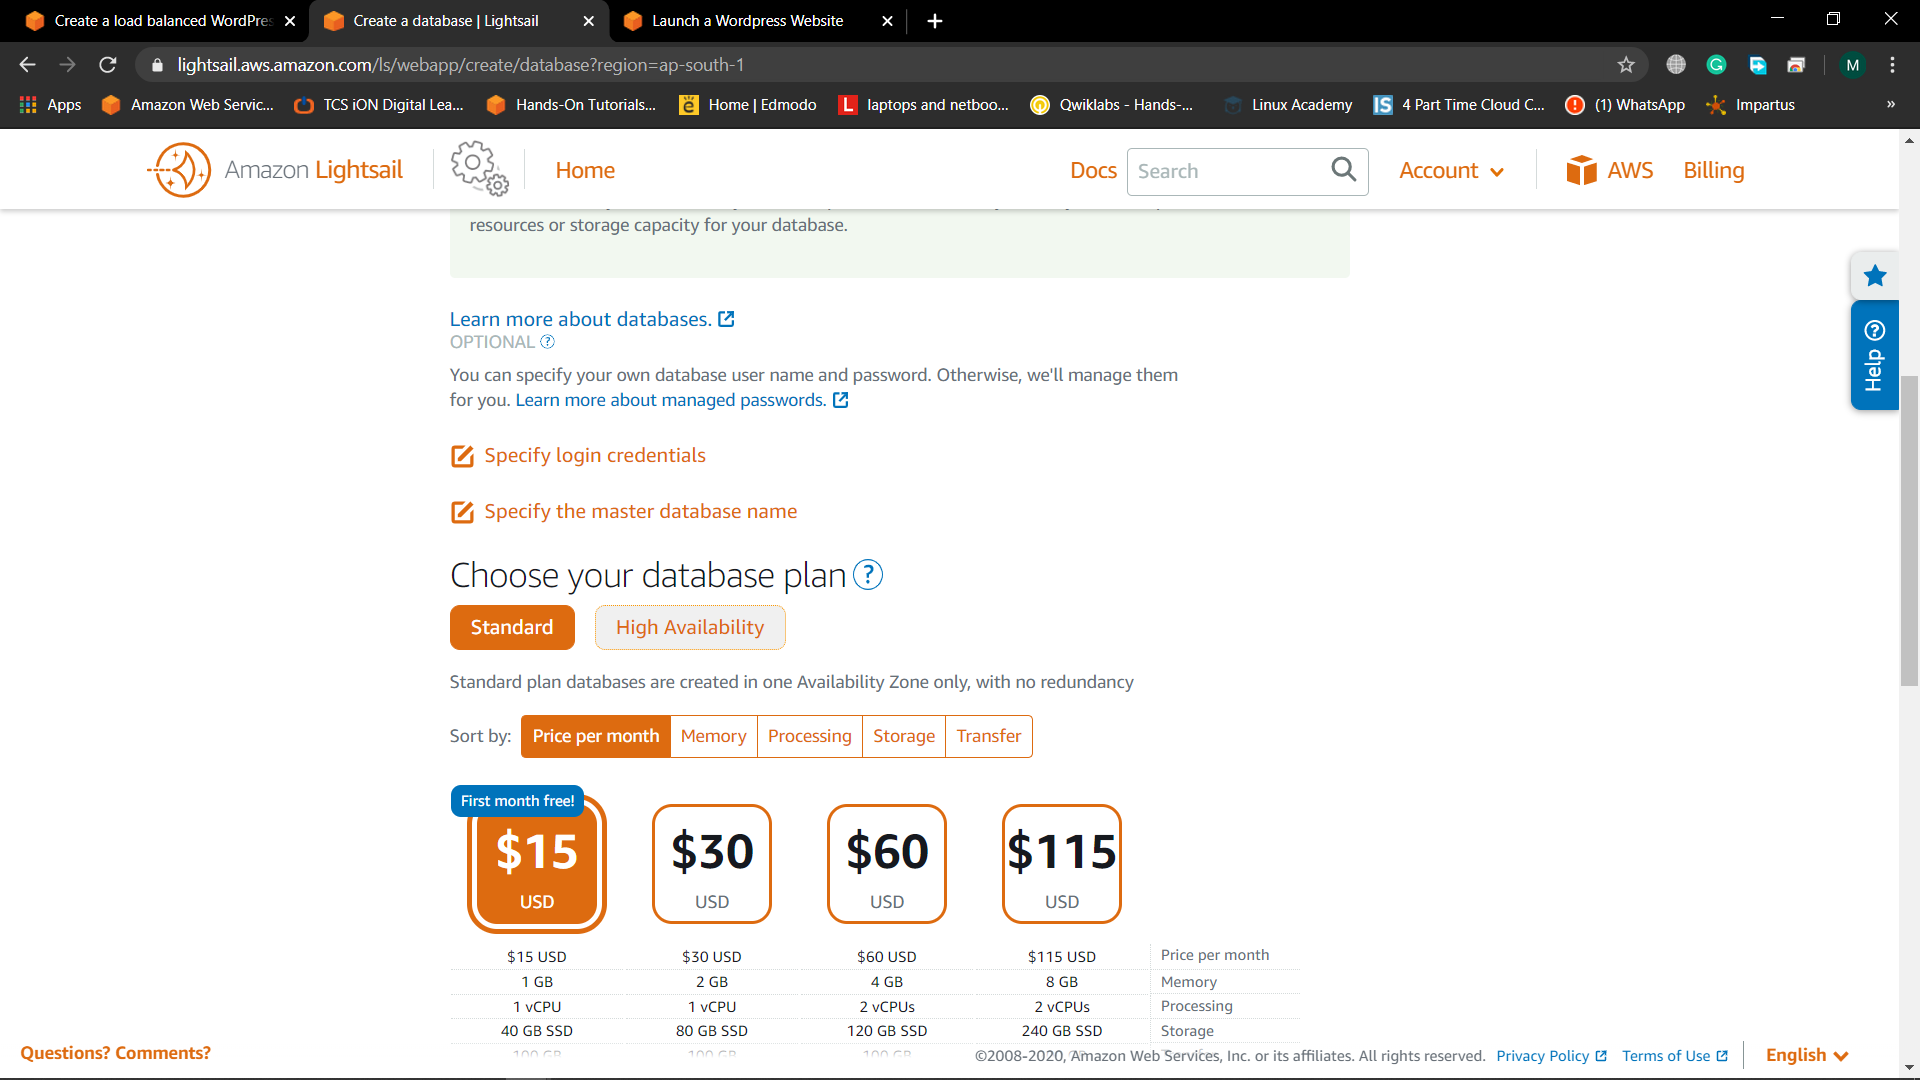 Create a load balanced WordPres
Create a database | Lightsail
Launch a Wordpress Website
lightsail.aws.amazon.com/ls/webapp/create/database?region=ap-south-1
M
Apps
Amazon Web Servic...
TCS iON Digital Lea...
Hands-On Tutorials...
Home | Edmodo
laptops and netboo...
Qwiklabs - Hands-...
Linux Academy
4 Part Time Cloud C...
(1) WhatsApp
Impartus
»
Amazon Lightsail
Home
Docs
Search
Account
AWS
Billing
resources or storage capacity for your database.
Help
Learn more about databases.
OPTIONAL
You can specify your own database user name and password. Otherwise, we'll manage them
for you. Learn more about managed passwords.
Specify login credentials
Specify the master database name
Choose your database plan ?
Standard
High Availability
Standard plan databases are created in one Availability Zone only, with no redundancy
Sort by: Price per month Memory Processing Storage Transfer
First month free!
$15 $30 $60 $115
USD USD USD USD
$15 USD $30 USD $60 USD $115 USD Price per month
1 GB 2 GB 4 GB 8 GB Memory
1 vCPU 1 vCPU 2 vCPUs 2 vCPUs Processing
40 GB SSD 80 GB SSD 120 GB SSD 240 GB SSD Storage
100 GB 100 GB 100 GB
Questions? Comments?
©2008-2020, Amazon Web Services, Inc. or its affiliates. All rights reserved.
Privacy Policy
Terms of Use
English